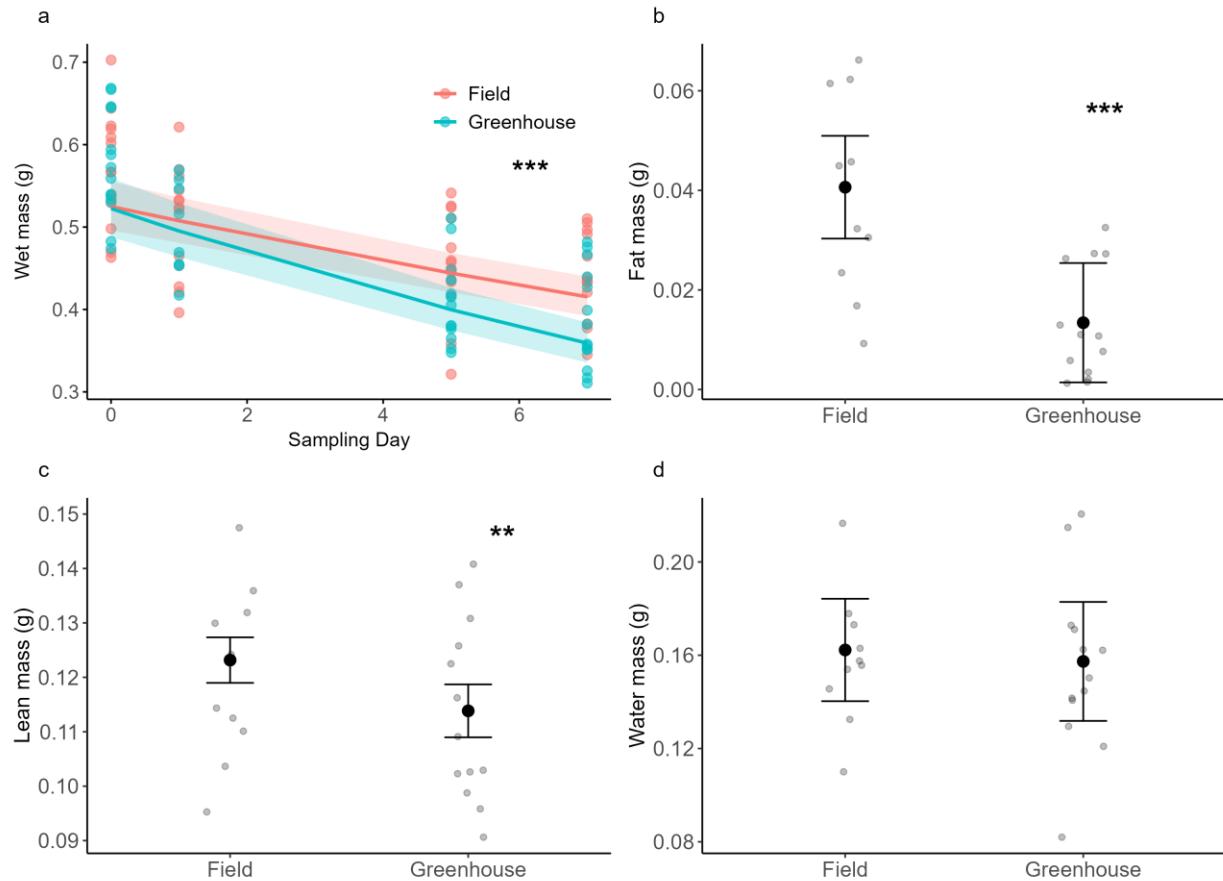 a
Wet mass (g)
0.7
0.6
0.5
0.4
0.3
Field
Greenhouse
***
0
2
4
6
Sampling Day
b
Fat mass (g)
0.06
0.04
0.02
0.00
***
Field
Greenhouse
c
Lean mass (g)
0.15
0.14
0.13
0.12
0.11
0.10
0.09
**
Field
Greenhouse
d
Water mass (g)
0.20
0.16
0.12
0.08
Field
Greenhouse